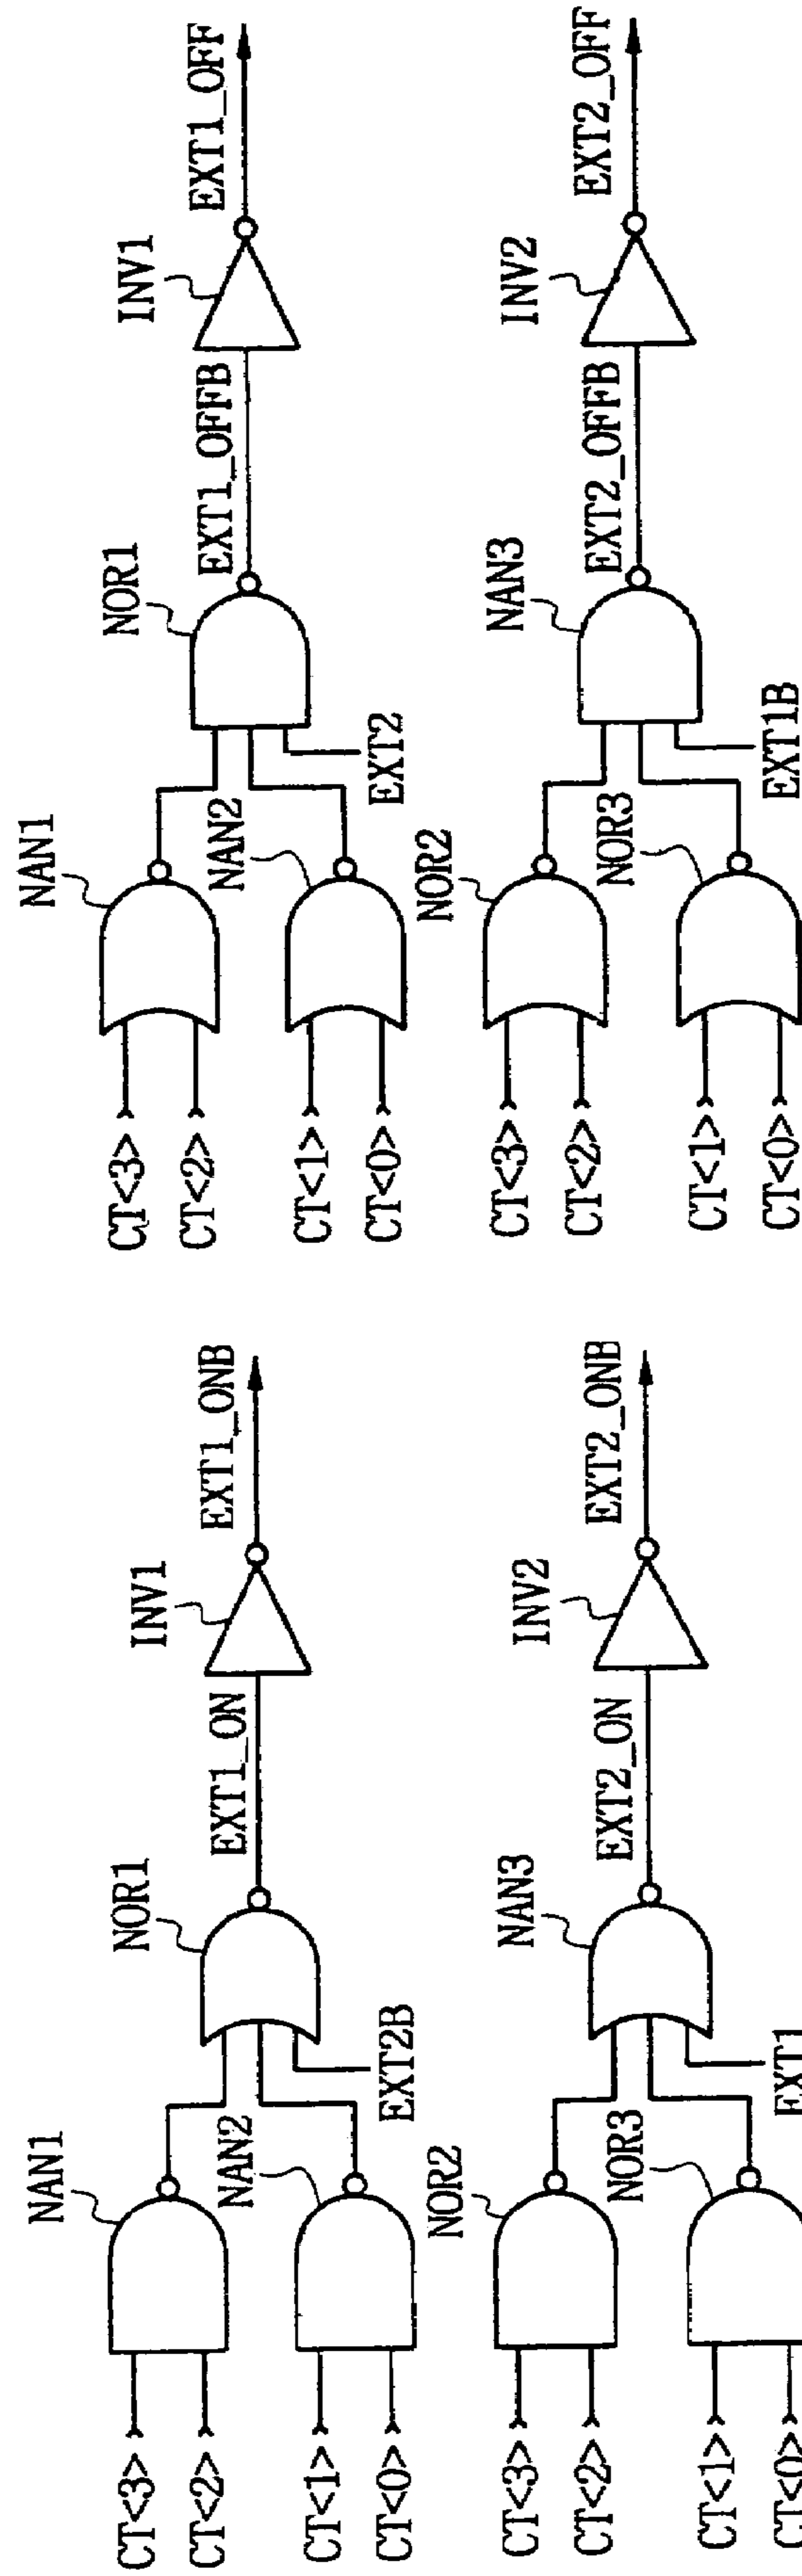 NAN1
CT<3>
CT<2>
NAN2
CT<1>
CT<0>
EXT2B
NOR1
EXT1_ON
INV1
EXT1_ONB
NOR2
CT<3>
CT<2>
NOR3
CT<1>
CT<0>
EXT1
NAN3
EXT2_ON
INV2
EXT2_ONB
NAN1
CT<3>
CT<2>
NAN2
CT<1>
CT<0>
EXT2
NOR1
EXT1_OFFB
INV1
EXT1_OFF
NOR2
CT<3>
CT<2>
NOR3
CT<1>
CT<0>
EXT1B
NAN3
EXT2_OFFB
INV2
EXT2_OFF